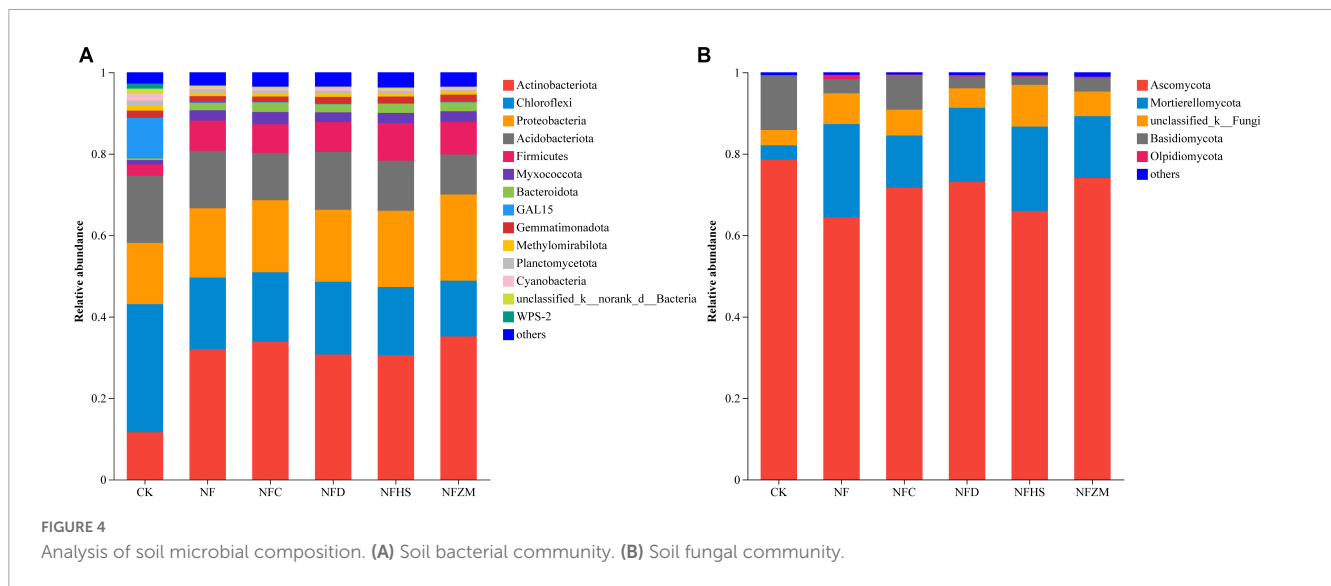 A
Relative abundance
1
0.8
0.6
0.4
0.2
0
CK NF NFC NFD NFHS NFZM
Actinobacteriota
Chloroflexi
Proteobacteria
Acidobacteriota
Firmicutes
Myxococcota
Bacteroidota
GAL15
Gemmatimonadota
Methylomirabilota
Planctomycetota
Cyanobacteria
unclassified_k__norank_d__Bacteria
WPS-2
others
B
Relative abundance
1
0.8
0.6
0.4
0.2
0
CK NF NFC NFD NFHS NFZM
Ascomycota
Mortierellomycota
unclassified_k__Fungi
Basidiomycota
Olpidiomycota
others
FIGURE 4
Analysis of soil microbial composition. (A) Soil bacterial community. (B) Soil fungal community.